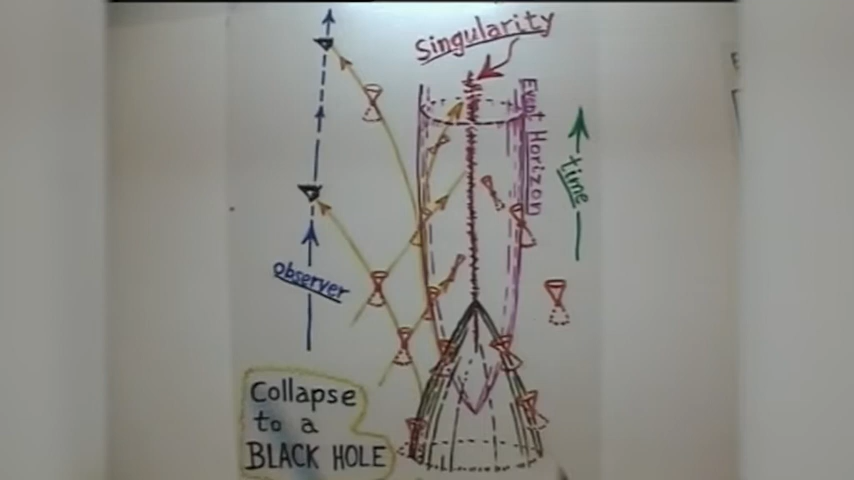 Singularity
Event Horizon
time
observer
Collapse
to a
BLACK HOLE